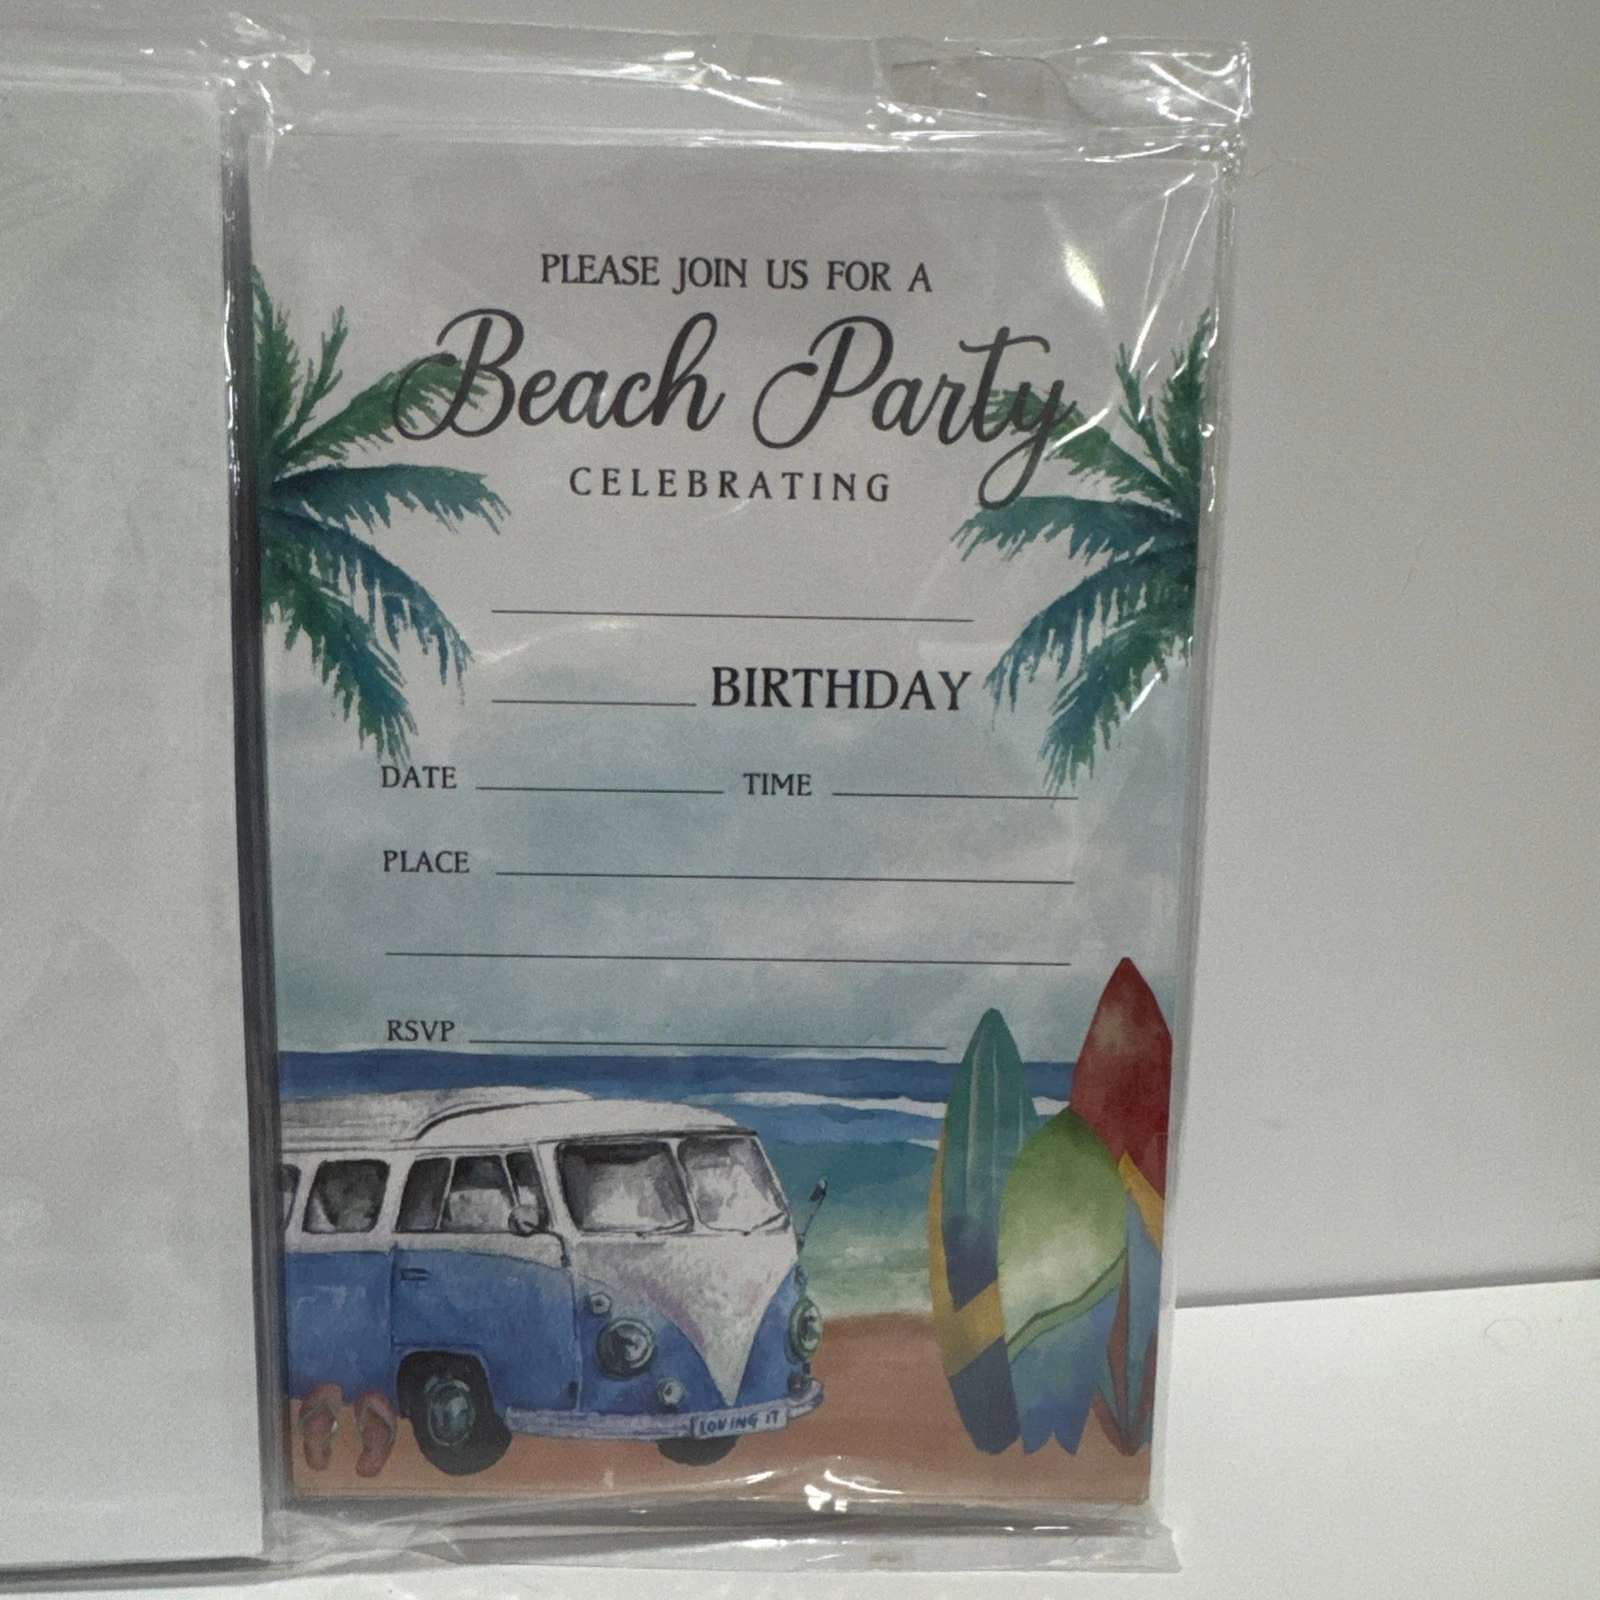 PLEASE JOIN US FOR A
Beach Party
CELEBRATING
BIRTHDAY
DATE TIME
PLACE
RSVP
LOVING IT